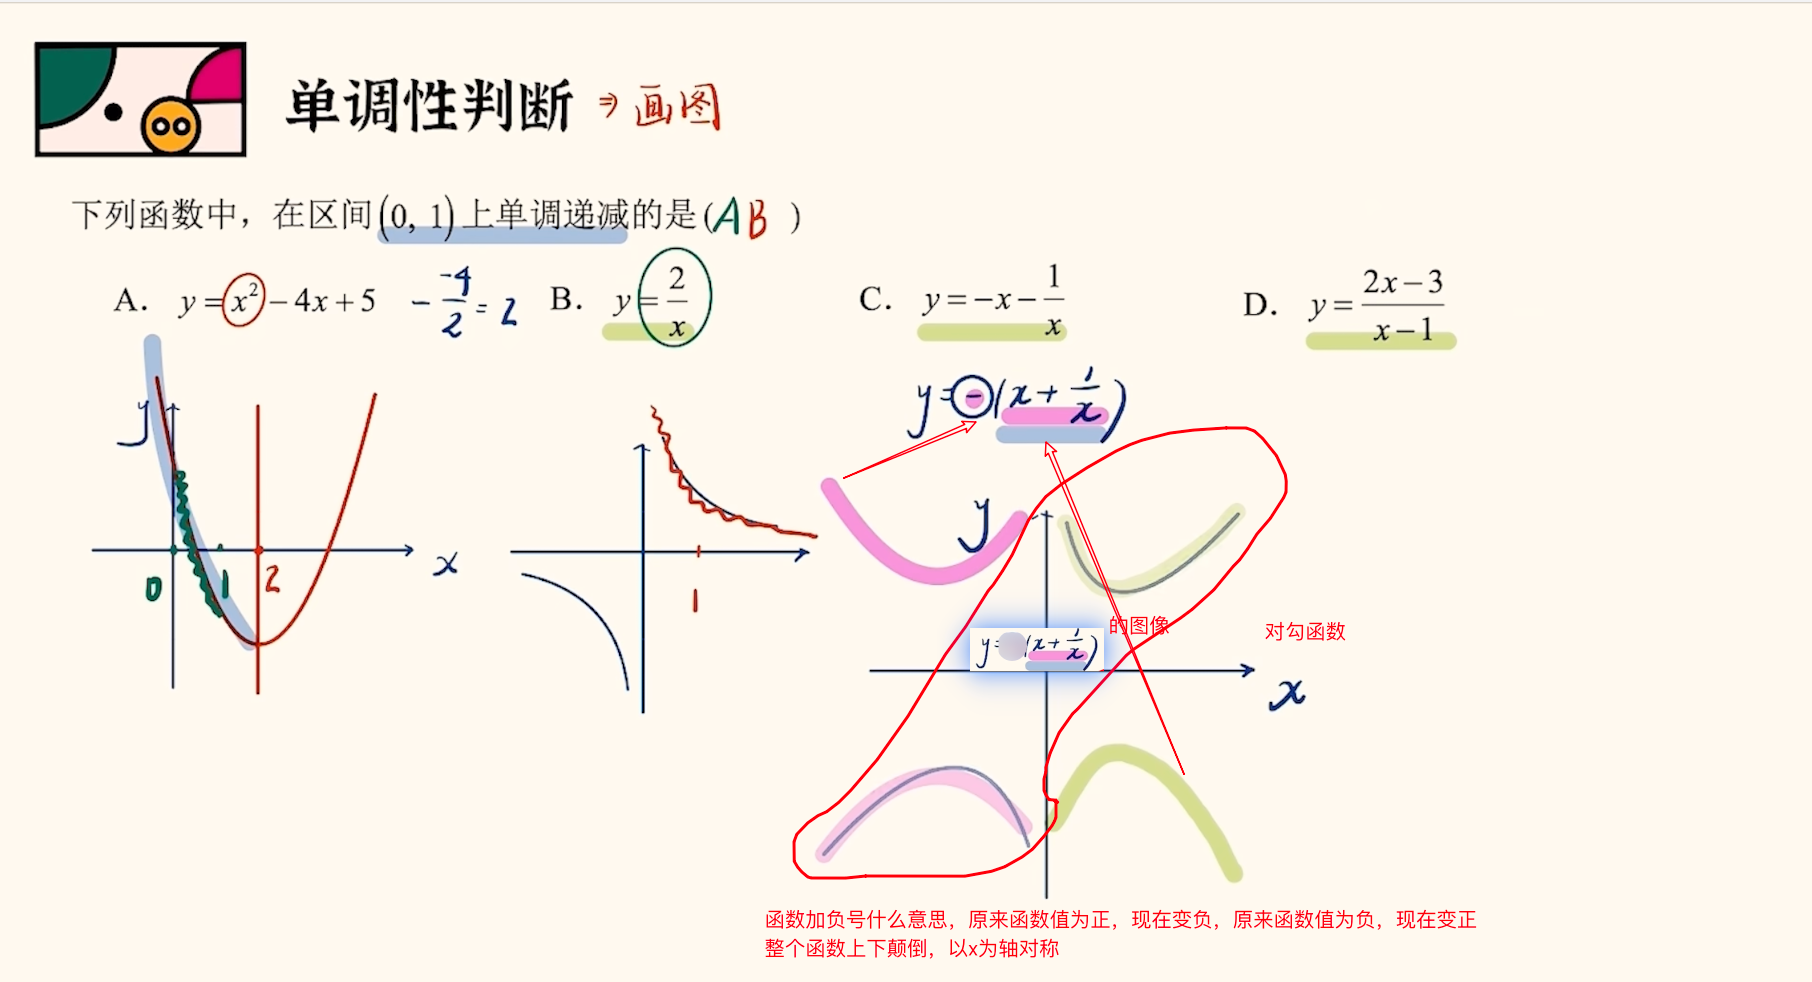 单调性判断 ⇒ 画图
下列函数中，在区间(0, 1)上单调递减的是(AB )
A. y=x²-4x+5 -\frac{-4}{2}=2 B. y=\frac{2}{x} C. y=-x-\frac{1}{x} D. y=\frac{2x-3}{x-1}
y=-(x+\frac{1}{x})
y
y
x
0 1 2
1
y=(x+\frac{1}{x}) 的图像
对勾函数
x
函数加负号什么意思，原来函数值为正，现在变负，原来函数值为负，现在变正
整个函数上下颠倒，以x为轴对称